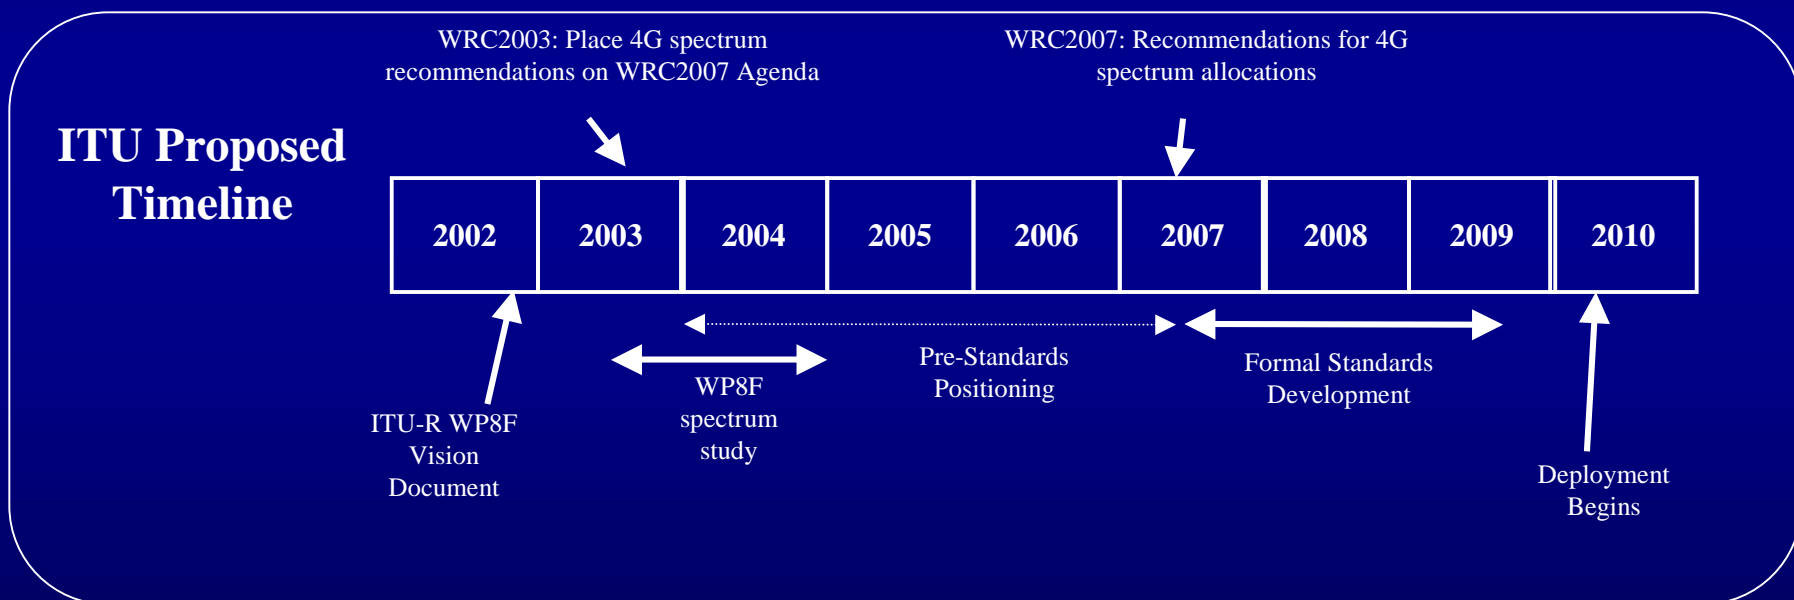 WRC2003: Place 4G spectrum
recommendations on WRC2007 Agenda
WRC2007: Recommendations for 4G
spectrum allocations
ITU Proposed
Timeline
2002
2003
2004
2005
2006
2007
2008
2009
2010
ITU-R WP8F
Vision
Document
WP8F
spectrum
study
Pre-Standards
Positioning
Formal Standards
Development
Deployment
Begins